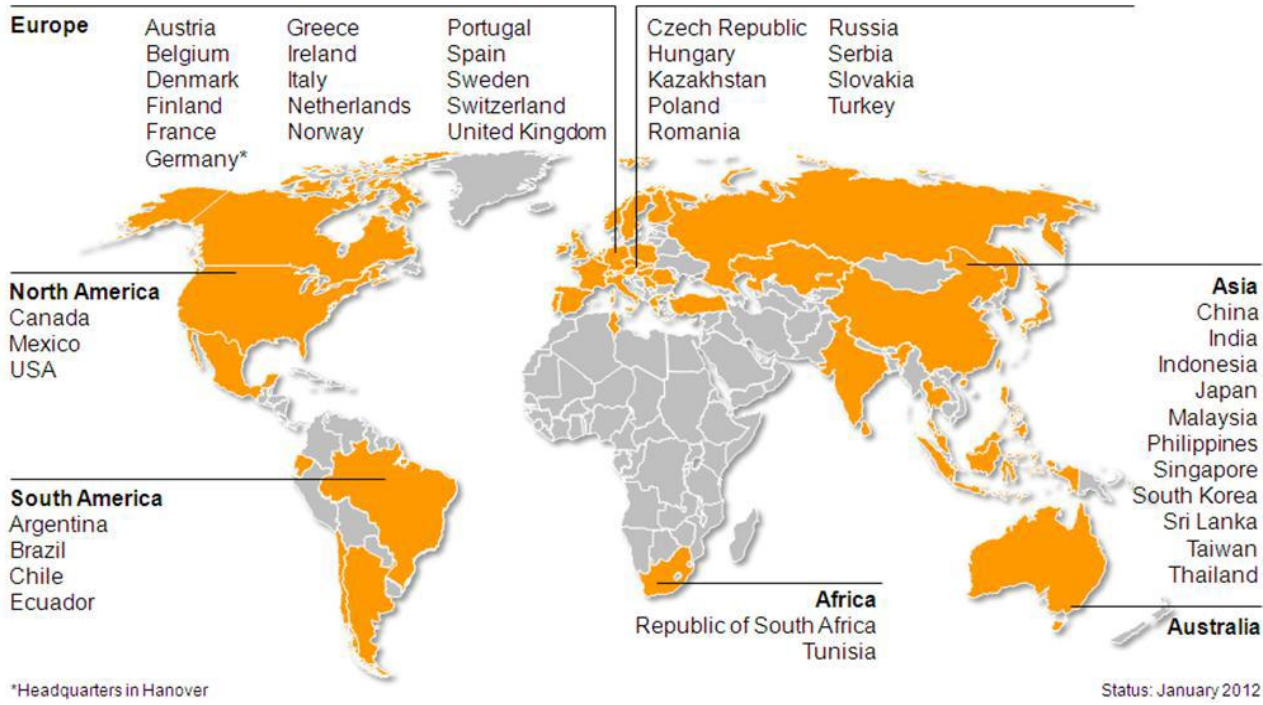 Europe
Austria
Belgium
Denmark
Finland
France
Germany*
Greece
Ireland
Italy
Netherlands
Norway
Portugal
Spain
Sweden
Switzerland
United Kingdom
Czech Republic
Hungary
Kazakhstan
Poland
Romania
Russia
Serbia
Slovakia
Turkey
North America
Canada
Mexico
USA
South America
Argentina
Brazil
Chile
Ecuador
Africa
Republic of South Africa
Tunisia
Asia
China
India
Indonesia
Japan
Malaysia
Philippines
Singapore
South Korea
Sri Lanka
Taiwan
Thailand
Australia
*Headquarters in Hanover
Status: January 2012